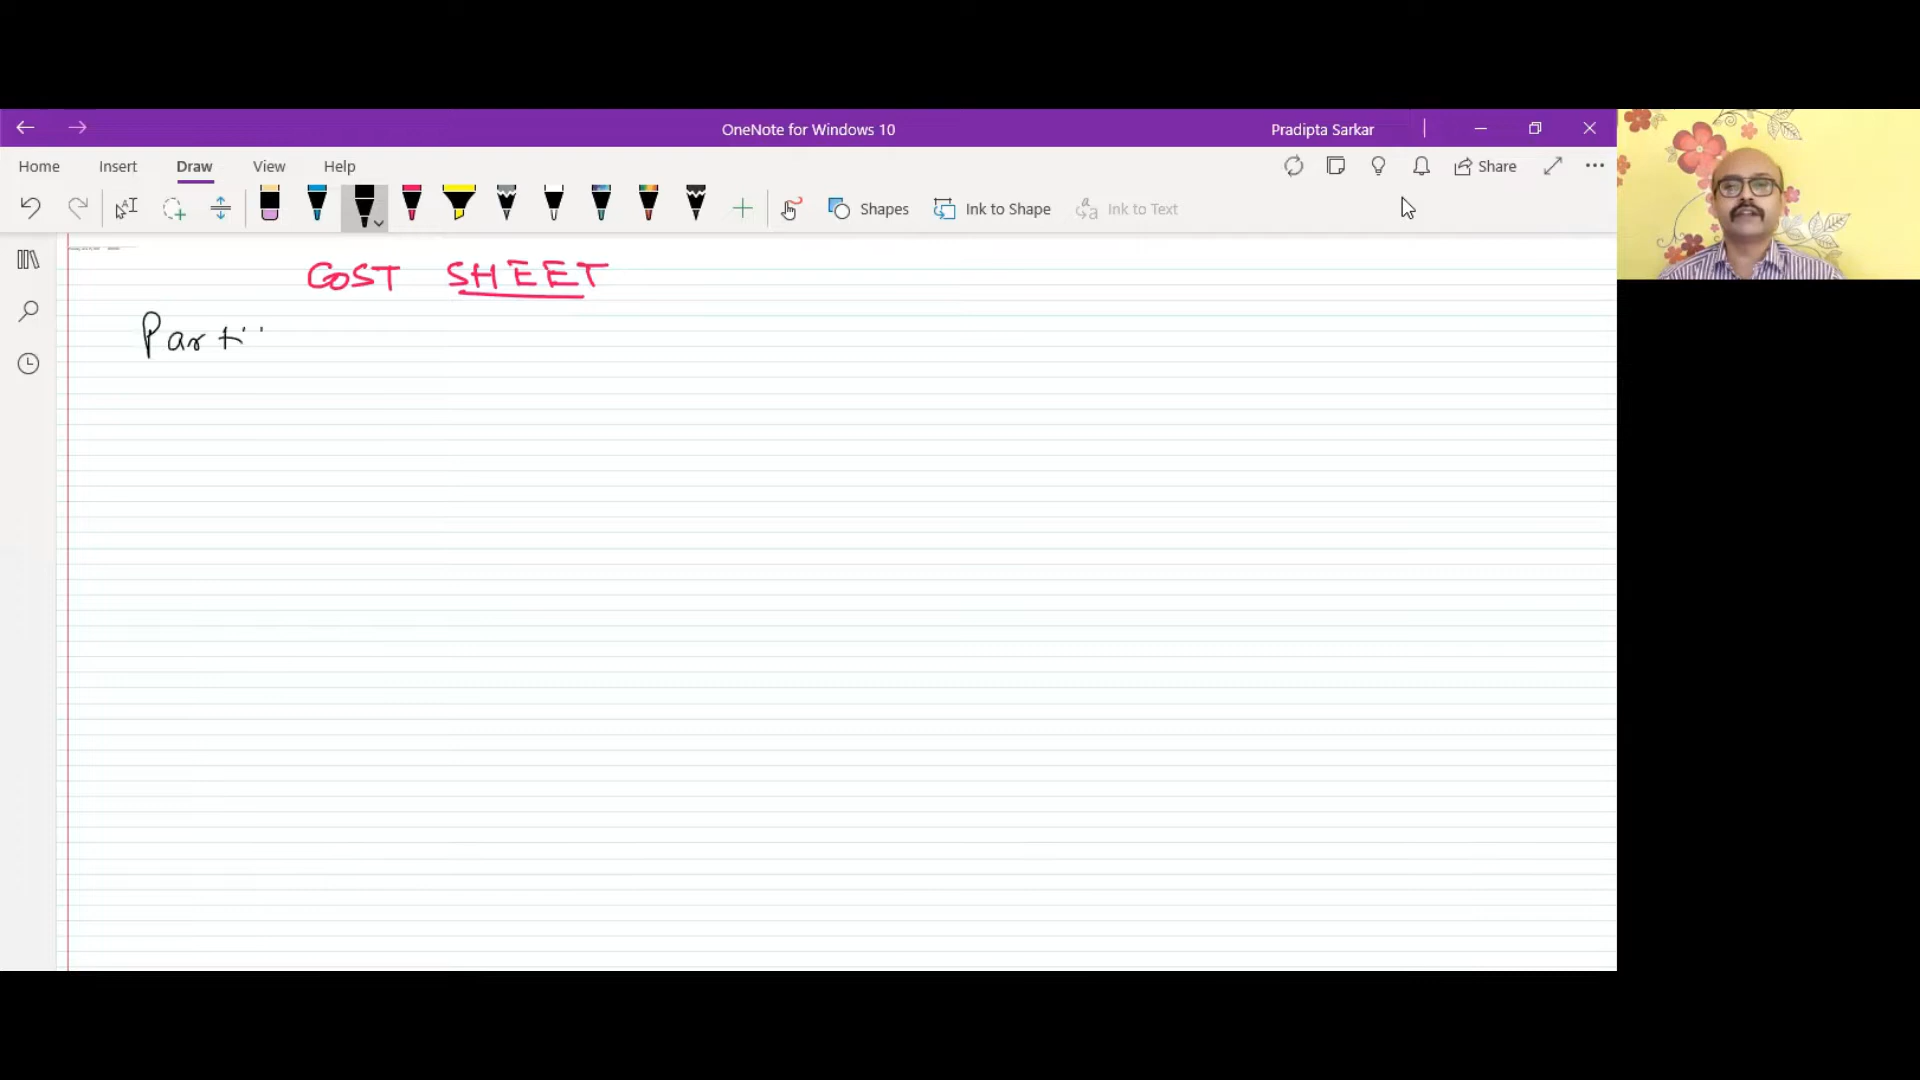 OneNote for Windows 10
Pradipta Sarkar
Home Insert Draw View Help
Share
Shapes Ink to Shape Ink to Text
COST SHEET
Parti